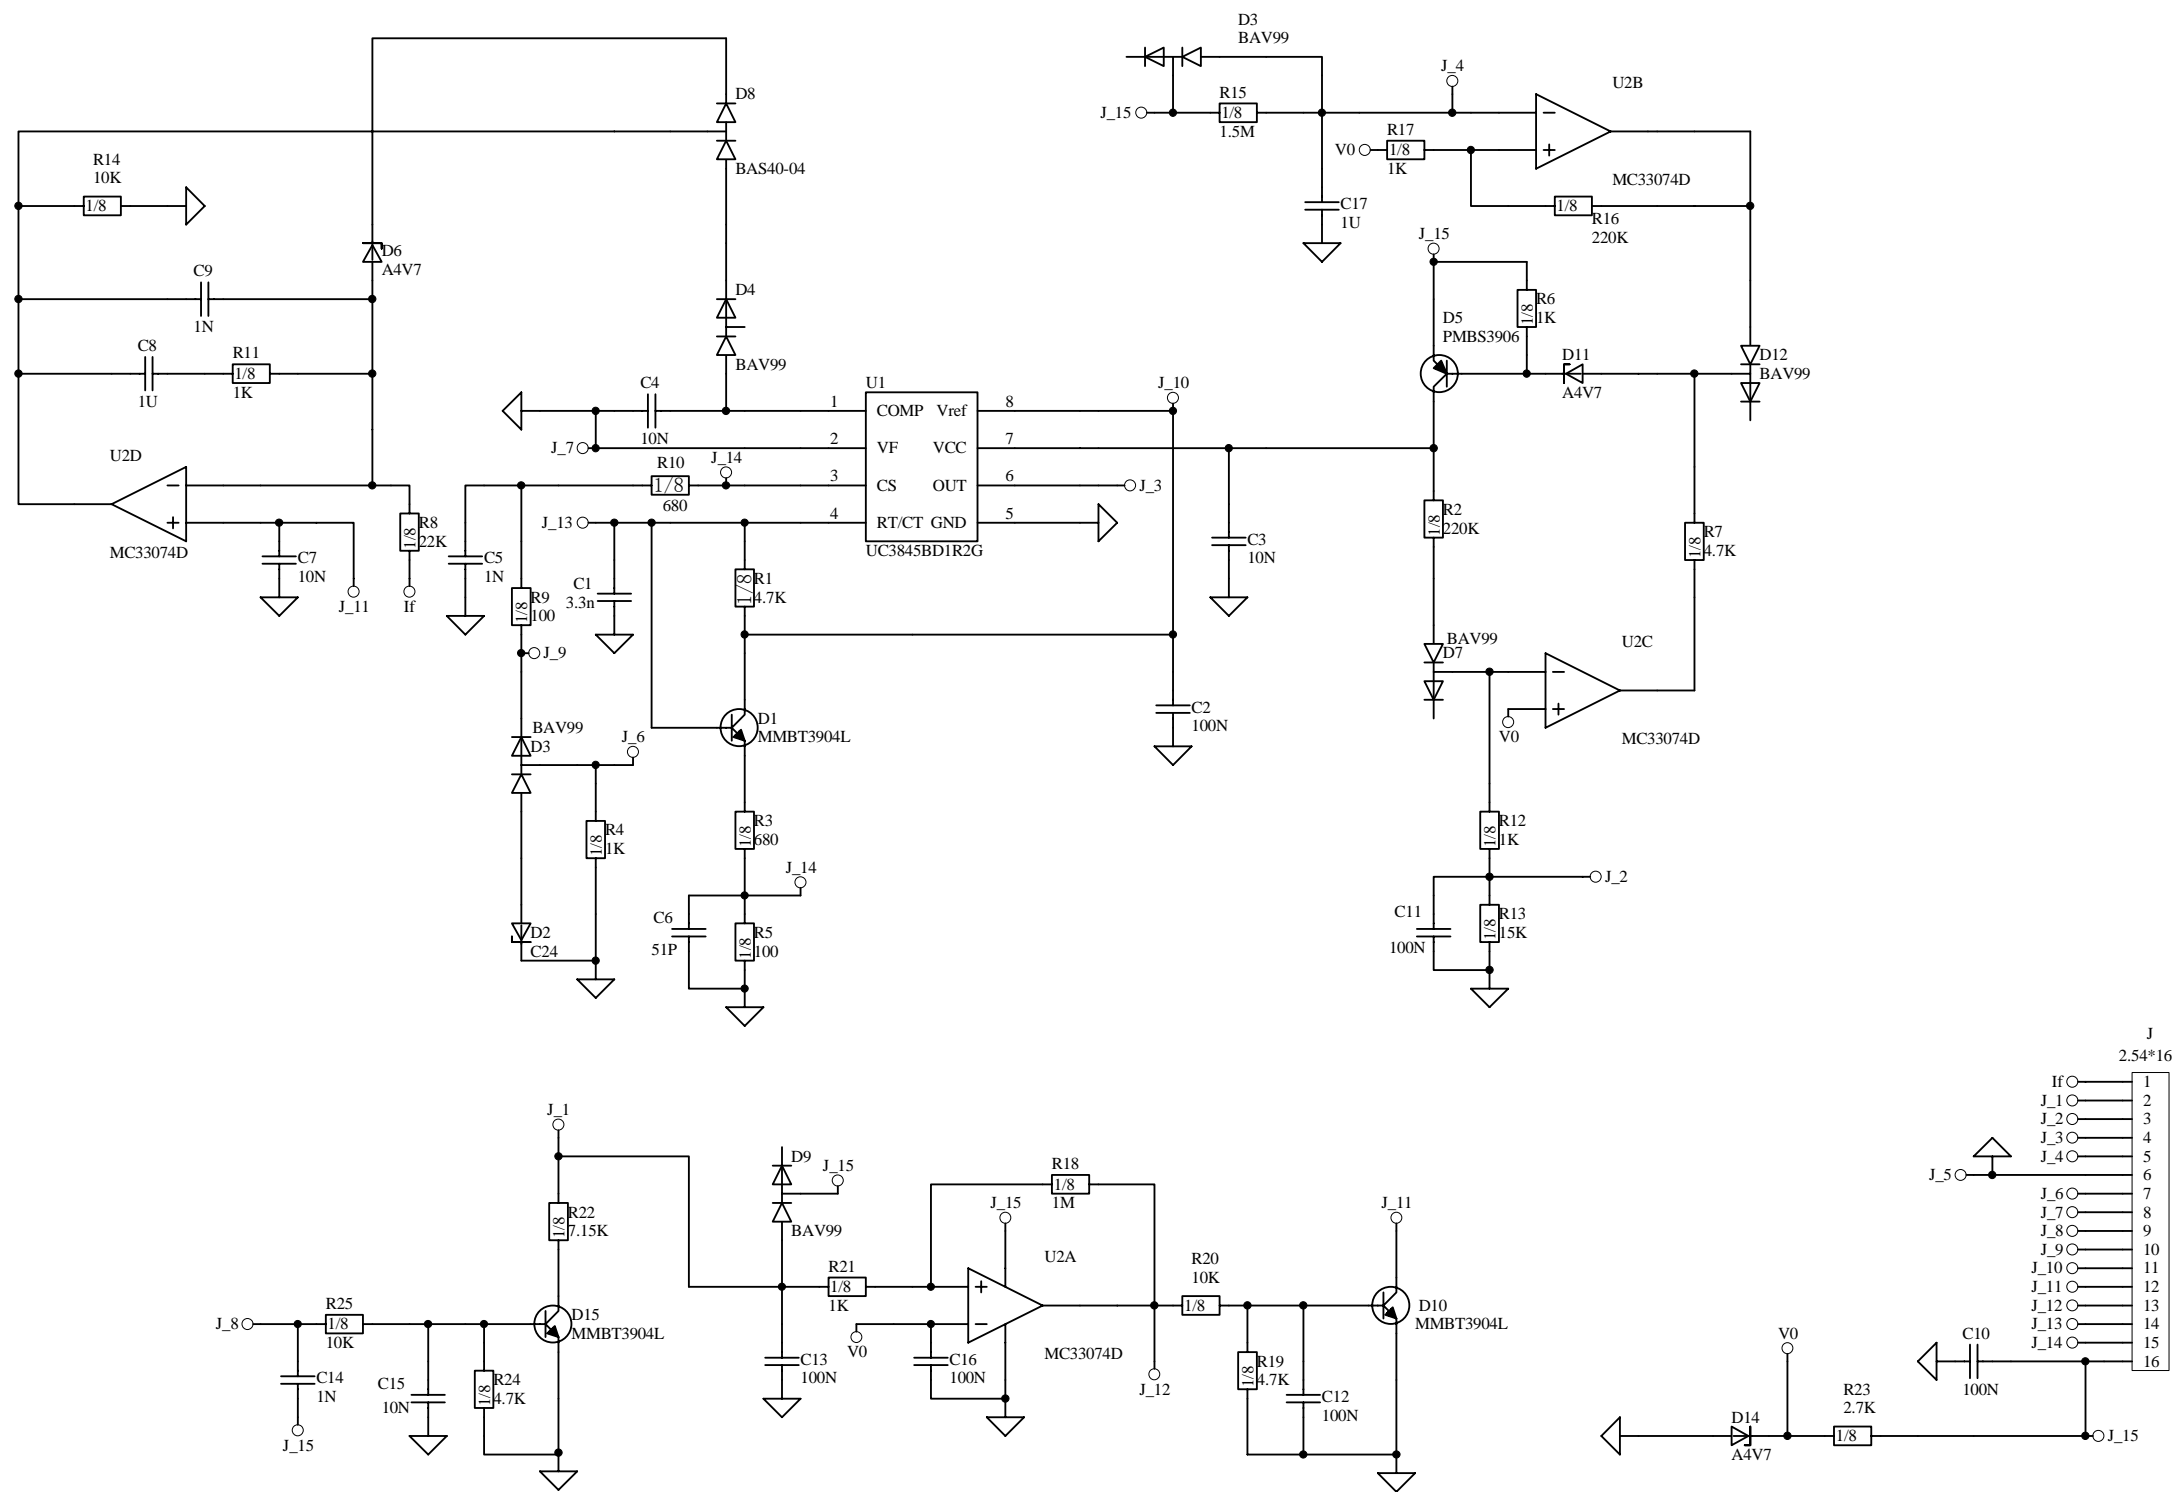 D3
BAV99
J_4
U2B
D8
J_15
R15
1/8
1.5M
R17
V0
1/8
1K
BAS40-04
MC33074D
R14
10K
1/8
C17
1U
1/8
R16
220K
J_15
D6
A4V7
C9
1N
D4
BAV99
R6
1/8
1K
D5
PMBS3906
D11
A4V7
D12
BAV99
C8
1U
R11
1/8
1K
C4
10N
U1
J_10
1
COMP
Vref
8
J_7
2
VF
VCC
7
U2D
R10
1/8
680
J_14
3
CS
OUT
6
J_3
J_13
4
RT/CT
GND
5
UC3845BD1R2G
MC33074D
C7
10N
J_11
R8
1/8
22K
If
C5
1N
R9
1/8
100
C1
3.3n
R1
1/8
4.7K
C3
10N
R2
1/8
220K
R7
1/8
4.7K
J_9
BAV99
D7
U2C
V0
MC33074D
C2
100N
D1
MMBT3904L
BAV99
D3
J_6
R4
1/8
1K
R3
1/8
680
R12
1/8
1K
J_14
J_2
D2
C24
C6
51P
R5
1/8
100
C11
100N
R13
1/8
15K
J
2.54*16
If
1
J_1
2
J_2
3
J_3
4
J_4
5
J_5
6
J_6
7
J_7
8
J_8
9
J_9
10
J_10
11
J_11
12
J_12
13
J_13
14
J_14
15
16
J_1
R22
1/8
7.15K
D9
J_15
BAV99
R18
1/8
1M
J_15
U2A
J_11
R21
1/8
1K
R20
10K
1/8
D10
MMBT3904L
J_8
R25
1/8
10K
D15
MMBT3904L
V0
MC33074D
C14
1N
J_15
C15
10N
R24
1/8
4.7K
C13
100N
C16
100N
J_12
R19
1/8
4.7K
C12
100N
V0
C10
100N
D14
A4V7
R23
2.7K
1/8
J_15